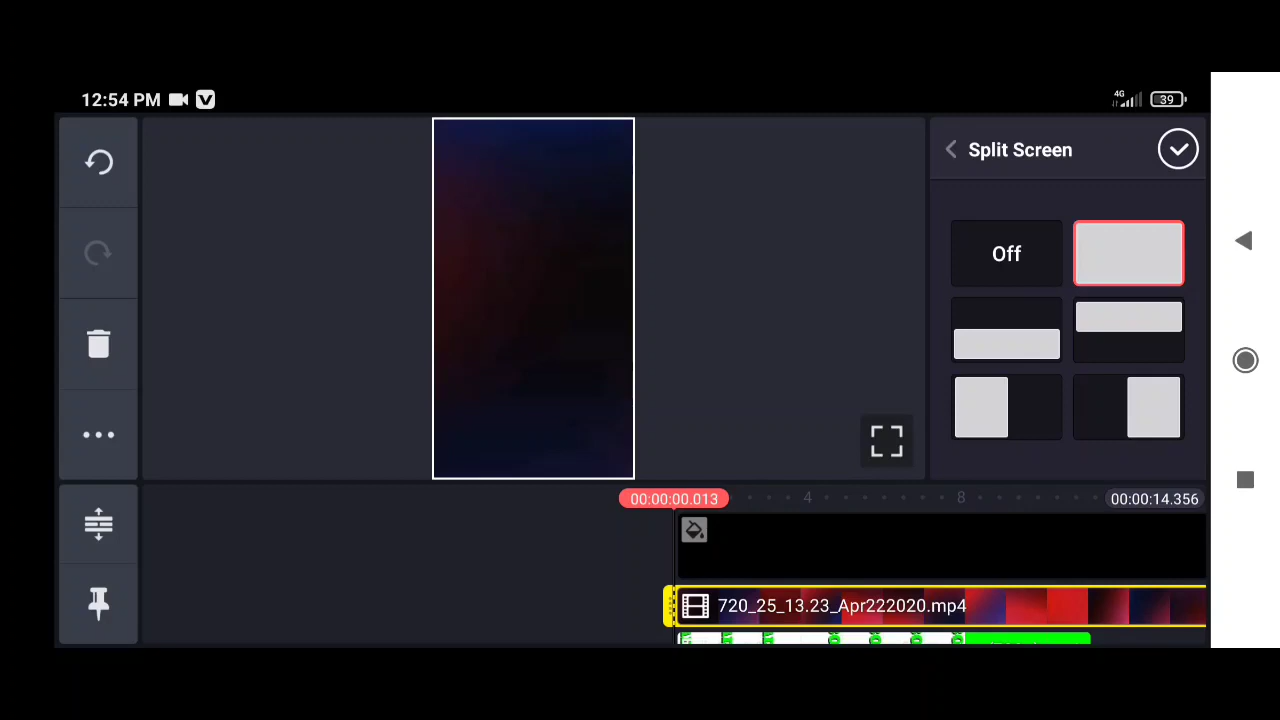 12:54 PM
4G
39
Split Screen
Off
00:00:00.013
4
8
00:00:14.356
720_25_13.23_Apr222020.mp4